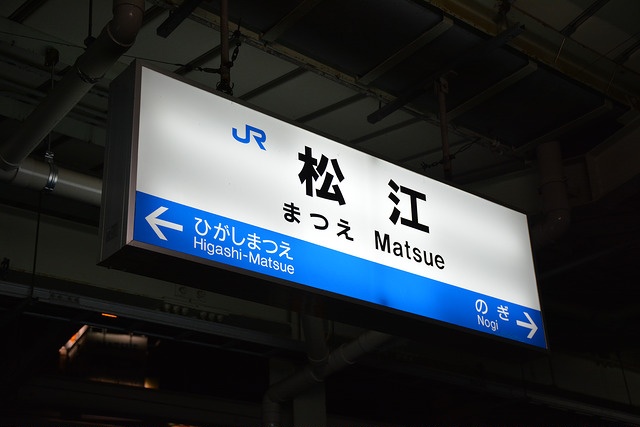 JR
松江
まつえ Matsue
ひがしまつえ
Higashi-Matsue
のぎ
Nogi